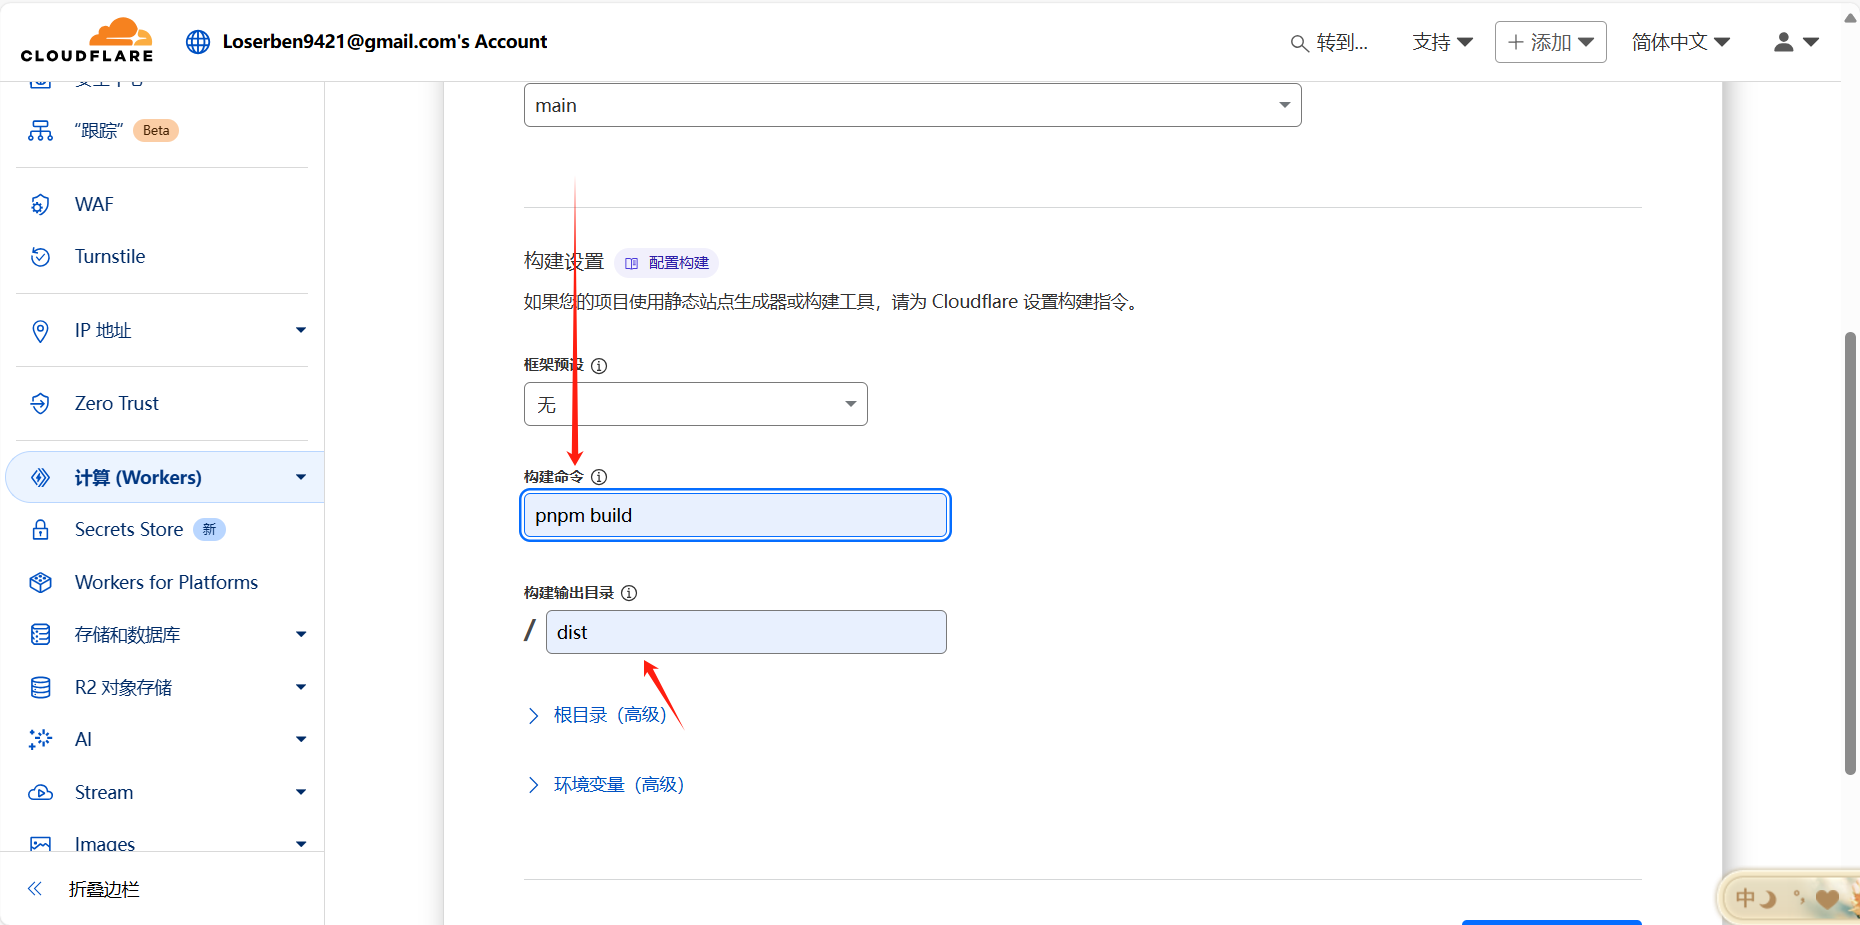 CLOUDFLARE
Loserben9421@gmail.com's Account
转到...
支持
添加
简体中文
安全中心
“跟踪” Beta
WAF
Turnstile
IP 地址
Zero Trust
计算 (Workers)
Secrets Store 新
Workers for Platforms
存储和数据库
R2 对象存储
AI
Stream
Images
折叠边栏
main
构建设置 配置构建
如果您的项目使用静态站点生成器或构建工具，请为 Cloudflare 设置构建指令。
框架预设
无
构建命令
pnpm build
构建输出目录
/ dist
根目录（高级）
环境变量（高级）
中